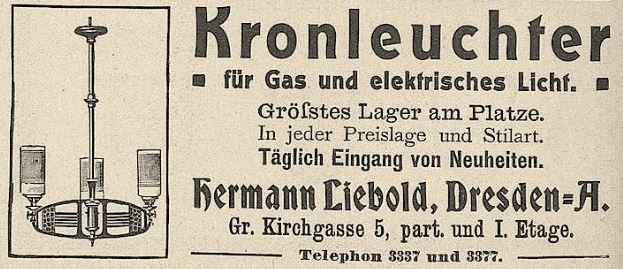 Kronleuchter
für Gas und elektrisches Licht.
Gröſstes Lager am Platze.
In jeder Preislage und Stilart.
Täglich Eingang von Neuheiten.
Hermann Liebold, Dresden=A.
Gr. Kirchgasse 5, part. und I. Etage.
Telephon 3337 und 3377.